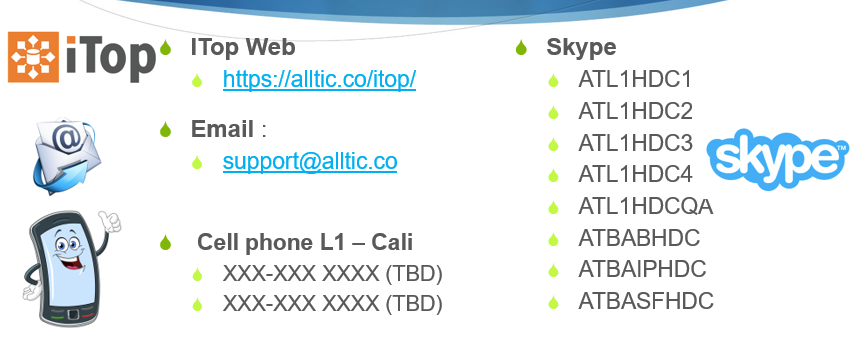 iTop
ITop Web
https://alltic.co/itop/
Email :
@
support@alltic.co
Cell phone L1 – Cali
XXX-XXX XXXX (TBD)
XXX-XXX XXXX (TBD)
Skype
ATL1HDC1
ATL1HDC2
ATL1HDC3
ATL1HDC4
ATL1HDCQA
ATBABHDC
ATBAIPHDC
ATBASFHDC
skype™